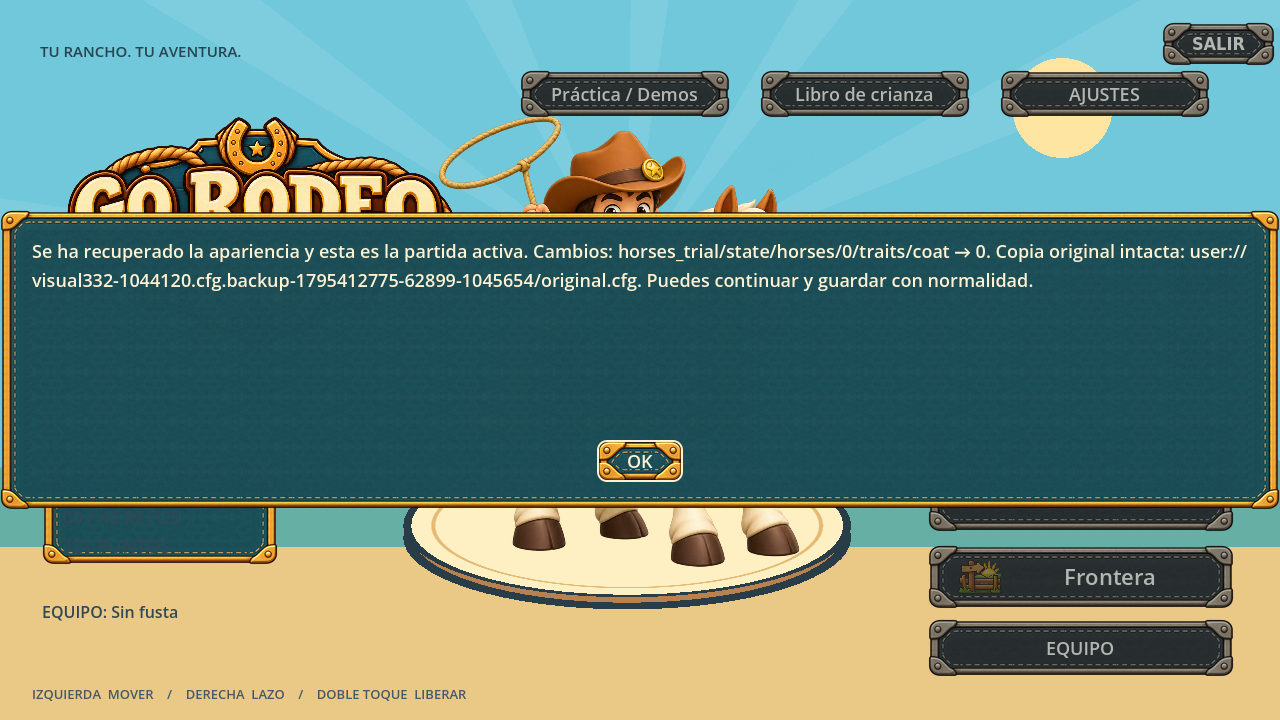 TU RANCHO. TU AVENTURA.
SALIR
Práctica / Demos
Libro de crianza
AJUSTES
GO RODEO
Se ha recuperado la apariencia y esta es la partida activa. Cambios: horses_trial/state/horses/0/traits/coat → 0. Copia original intacta: user://
visual332-1044120.cfg.backup-1795412775-62899-1045654/original.cfg. Puedes continuar y guardar con normalidad.
OK
Frontera
EQUIPO: Sin fusta
EQUIPO
IZQUIERDA MOVER / DERECHA LAZO / DOBLE TOQUE LIBERAR